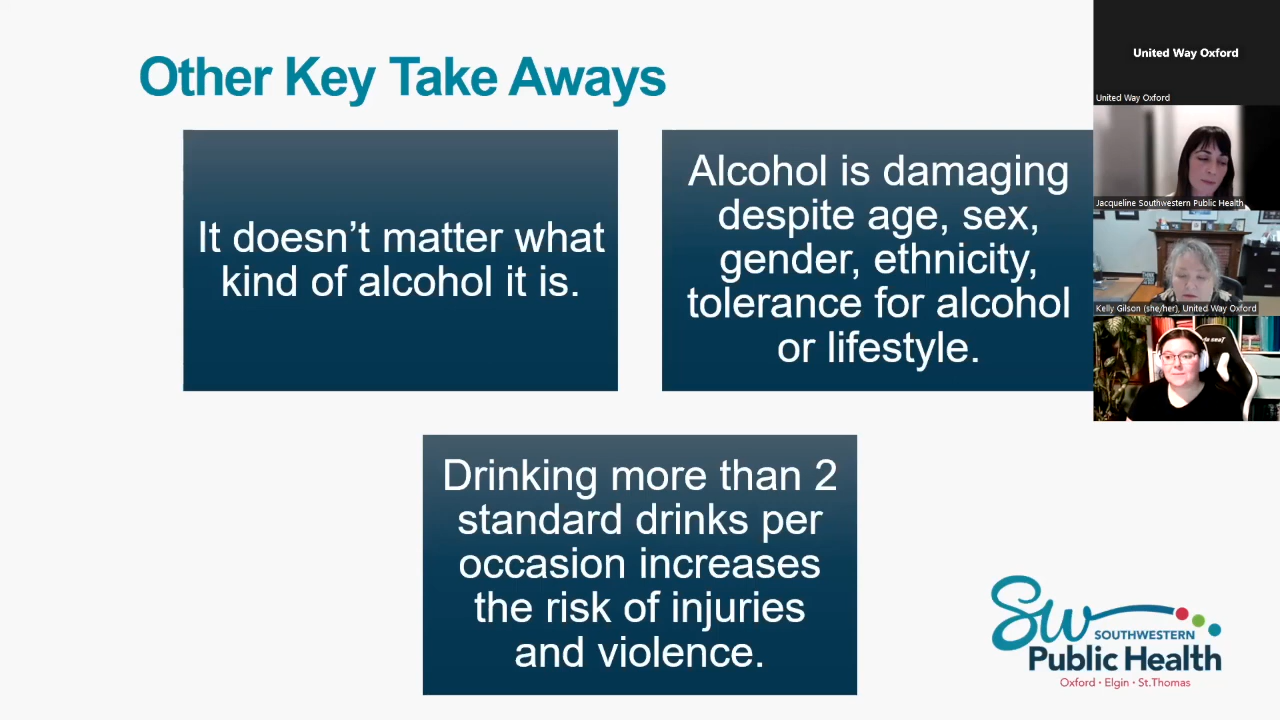 Other Key Take Aways
It doesn’t matter what
kind of alcohol it is.
Alcohol is damaging
despite age, sex,
gender, ethnicity,
tolerance for alcohol
or lifestyle.
Drinking more than 2
standard drinks per
occasion increases
the risk of injuries
and violence.
United Way Oxford
United Way Oxford
Jacqueline Southwestern Public Health
Kelly Gilson (she/her), United Way Oxford
SW
SOUTHWESTERN
Public Health
Oxford • Elgin • St.Thomas